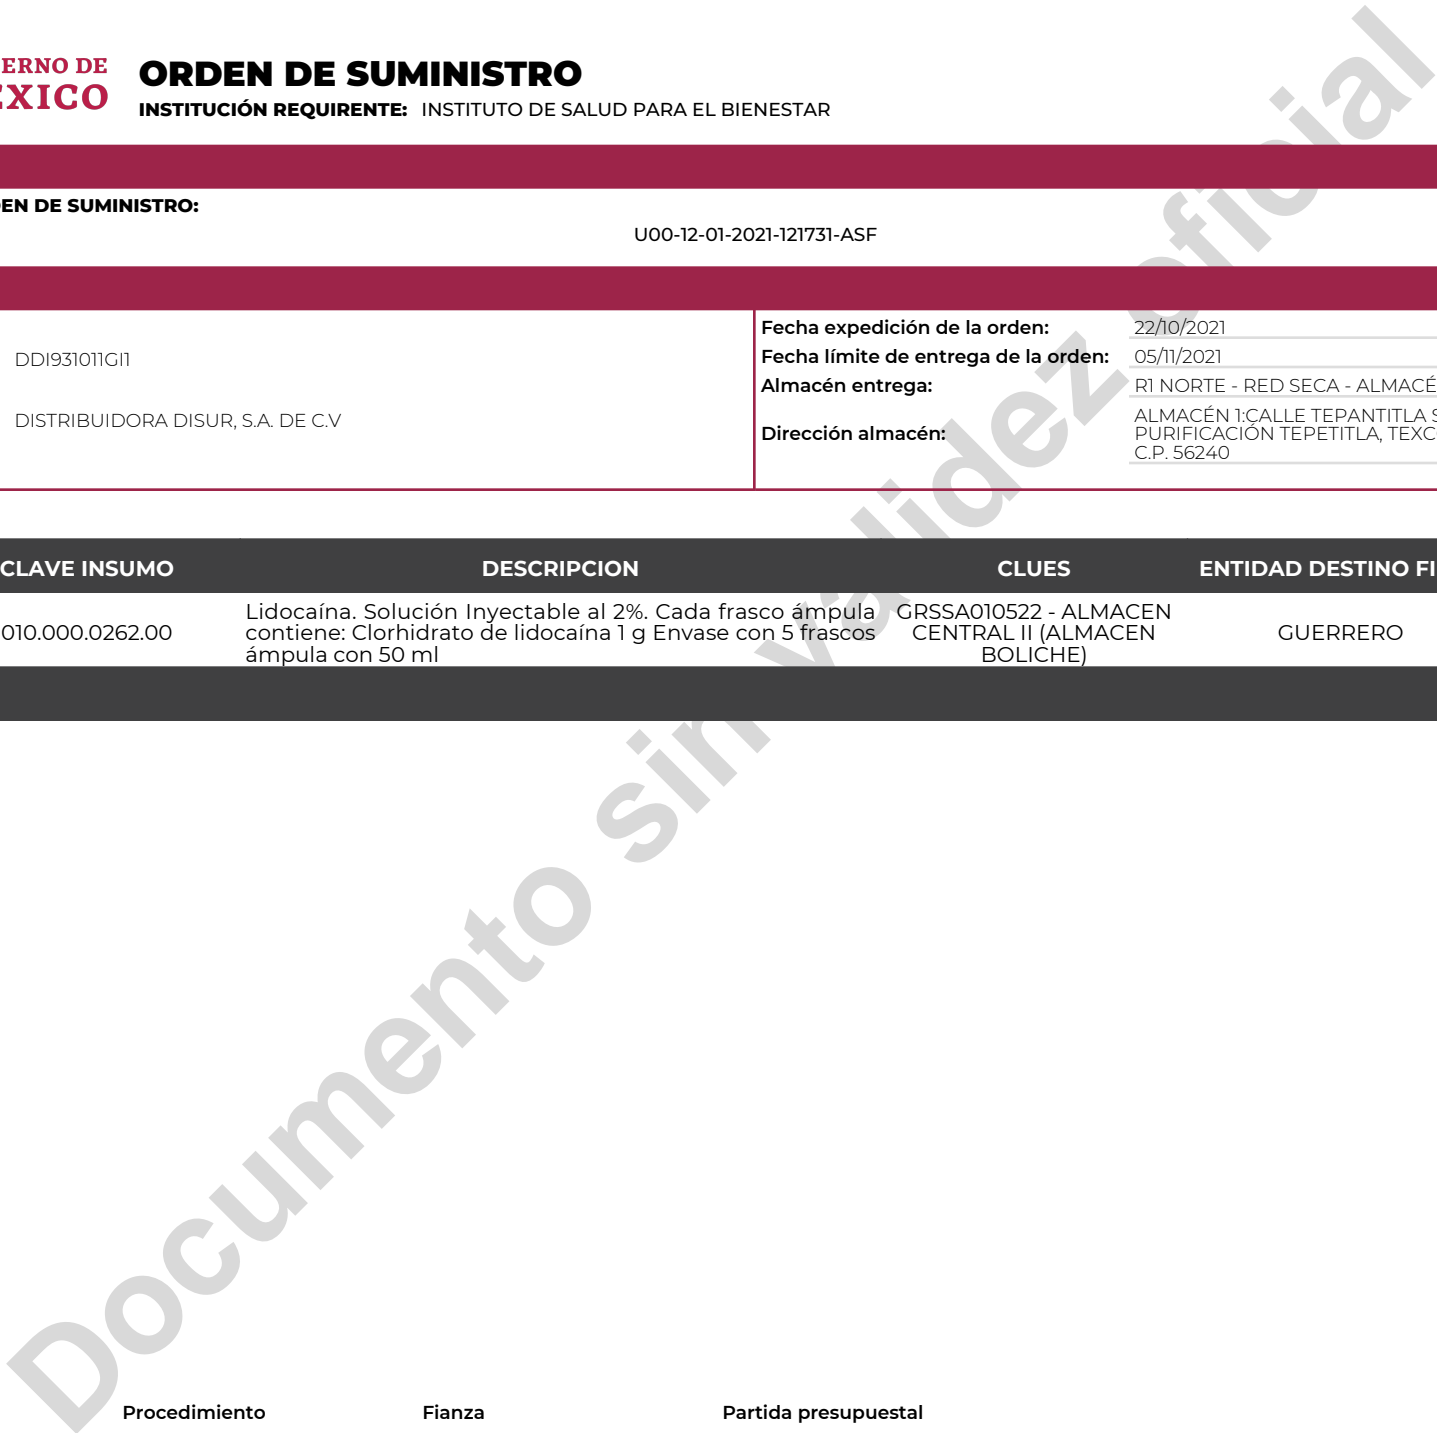 ERNO DE
EXICO
ORDEN DE SUMINISTRO
INSTITUCIÓN REQUIRENTE: INSTITUTO DE SALUD PARA EL BIENESTAR
EN DE SUMINISTRO:
U00-12-01-2021-121731-ASF
DDI931011GI1
DISTRIBUIDORA DISUR, S.A. DE C.V
Fecha expedición de la orden: 22/10/2021
Fecha límite de entrega de la orden: 05/11/2021
Almacén entrega: R1 NORTE - RED SECA - ALMACÉ
Dirección almacén:
ALMACÉN 1:CALLE TEPANTITLA S
PURIFICACIÓN TEPETITLA, TEXC
C.P. 56240
CLAVE INSUMO DESCRIPCION CLUES ENTIDAD DESTINO FI
010.000.0262.00
Lidocaína. Solución Inyectable al 2%. Cada frasco ámpula
contiene: Clorhidrato de lidocaína 1 g Envase con 5 frascos
ámpula con 50 ml
GRSSA010522 - ALMACEN
CENTRAL II (ALMACEN
BOLICHE)
GUERRERO
Documento sin validez oficial
Procedimiento Fianza Partida presupuestal